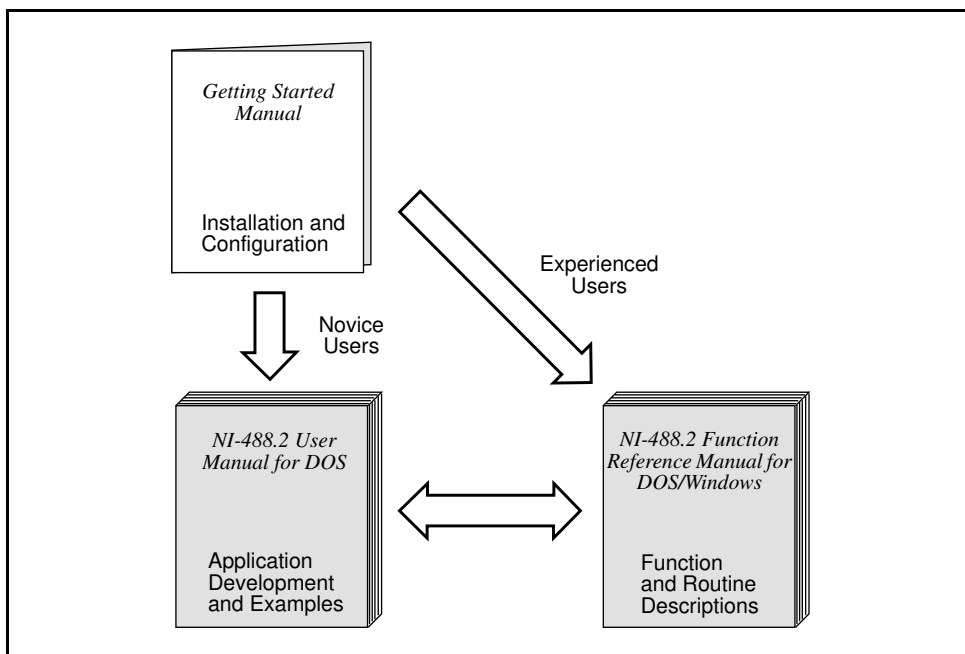 Getting Started
Manual
Installation and
Configuration
Experienced
Users
Novice
Users
NI-488.2 User
Manual for DOS
Application
Development
and Examples
NI-488.2 Function
Reference Manual for
DOS/Windows
Function
and Routine
Descriptions